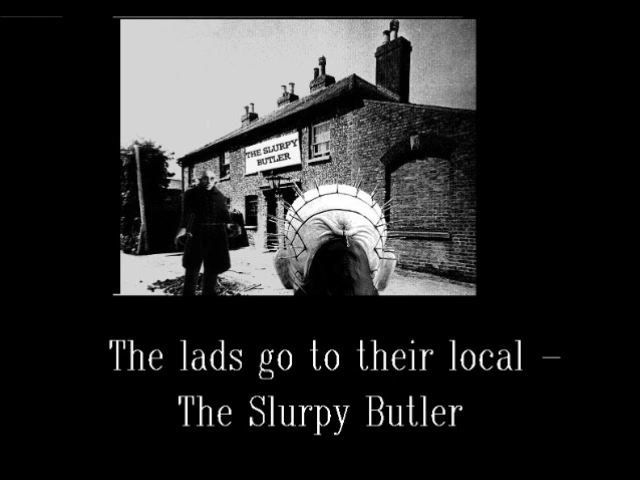 THE SLURPY
BUTLER
The lads go to their local –
The Slurpy Butler